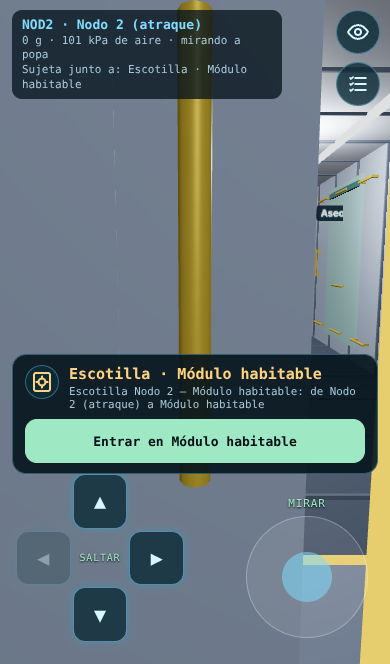 NOD2 · Nodo 2 (atraque)
0 g · 101 kPa de aire · mirando a
popa
Sujeta junto a: Escotilla · Módulo
habitable
Aseo
Escotilla · Módulo habitable
Escotilla Nodo 2 — Módulo habitable: de Nodo
2 (atraque) a Módulo habitable
Entrar en Módulo habitable
SALTAR
MIRAR